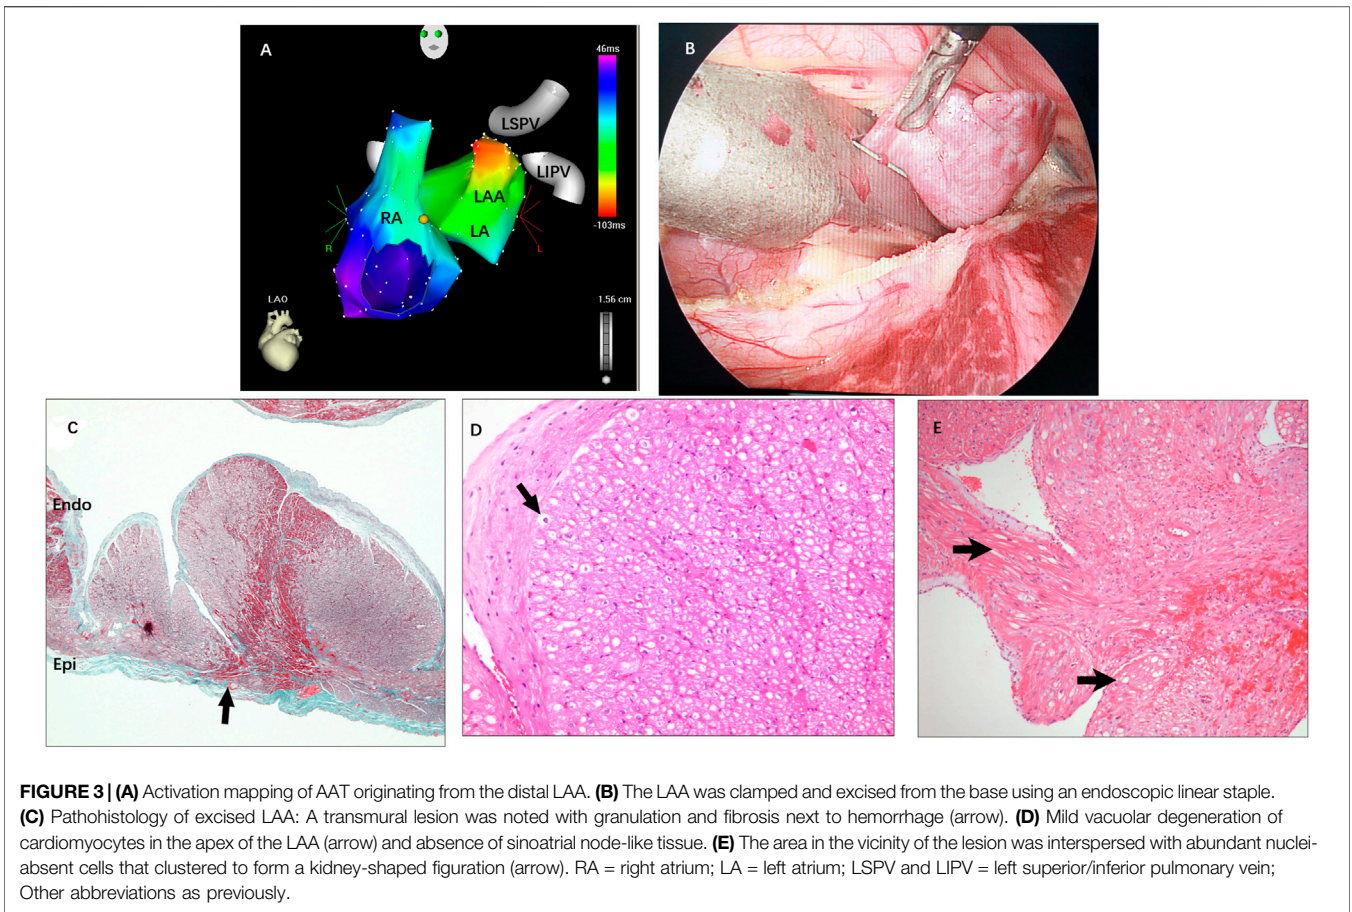 A
46ms
LSPV
LIPV
LAA
RA
LA
-103ms
R
L
LAO
1.56 cm
B
C
Endo
Epi
D
E
FIGURE 3 | (A) Activation mapping of AAT originating from the distal LAA. (B) The LAA was clamped and excised from the base using an endoscopic linear staple.
(C) Pathohistology of excised LAA: A transmural lesion was noted with granulation and fibrosis next to hemorrhage (arrow). (D) Mild vacuolar degeneration of
cardiomyocytes in the apex of the LAA (arrow) and absence of sinoatrial node-like tissue. (E) The area in the vicinity of the lesion was interspersed with abundant nuclei-
absent cells that clustered to form a kidney-shaped figuration (arrow). RA = right atrium; LA = left atrium; LSPV and LIPV = left superior/inferior pulmonary vein;
Other abbreviations as previously.